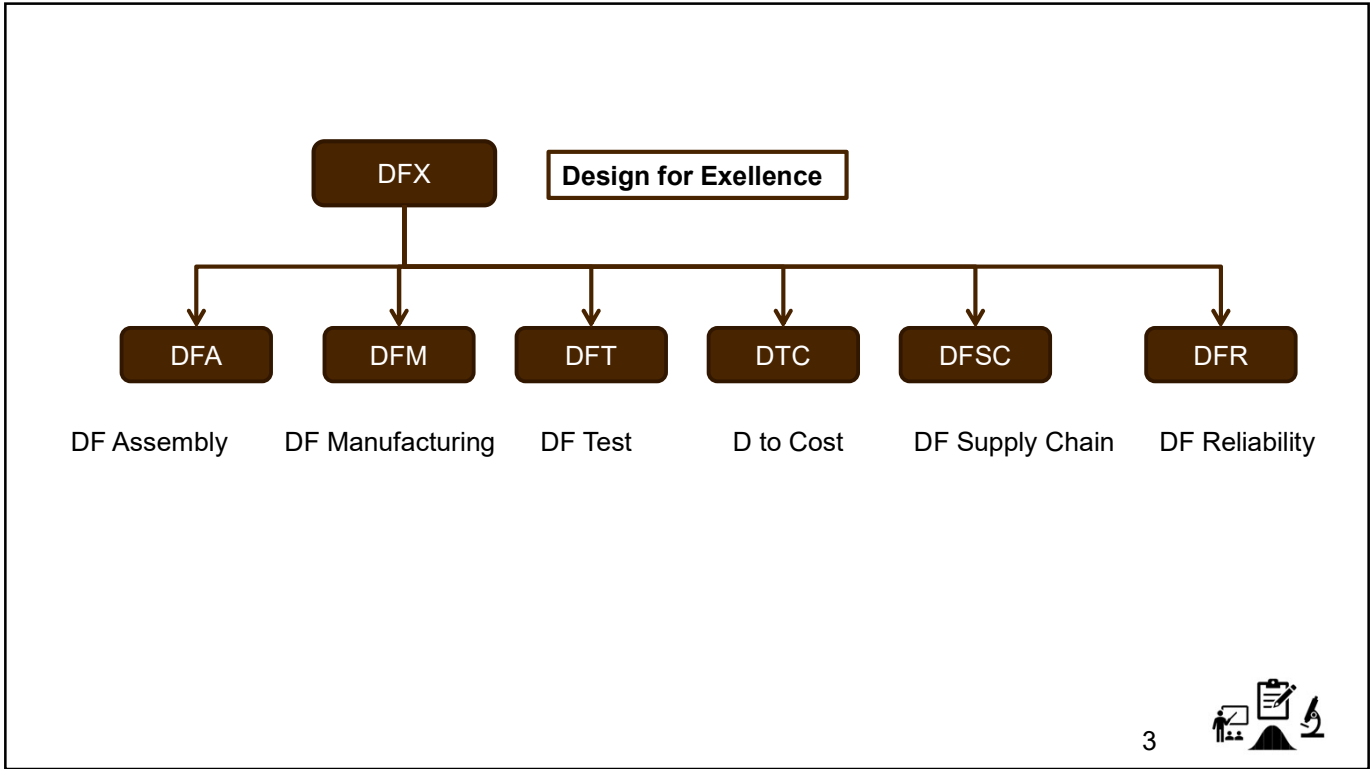 DFX
Design for Exellence
DFA
DFM
DFT
DTC
DFSC
DFR
DF Assembly
DF Manufacturing
DF Test
D to Cost
DF Supply Chain
DF Reliability
3